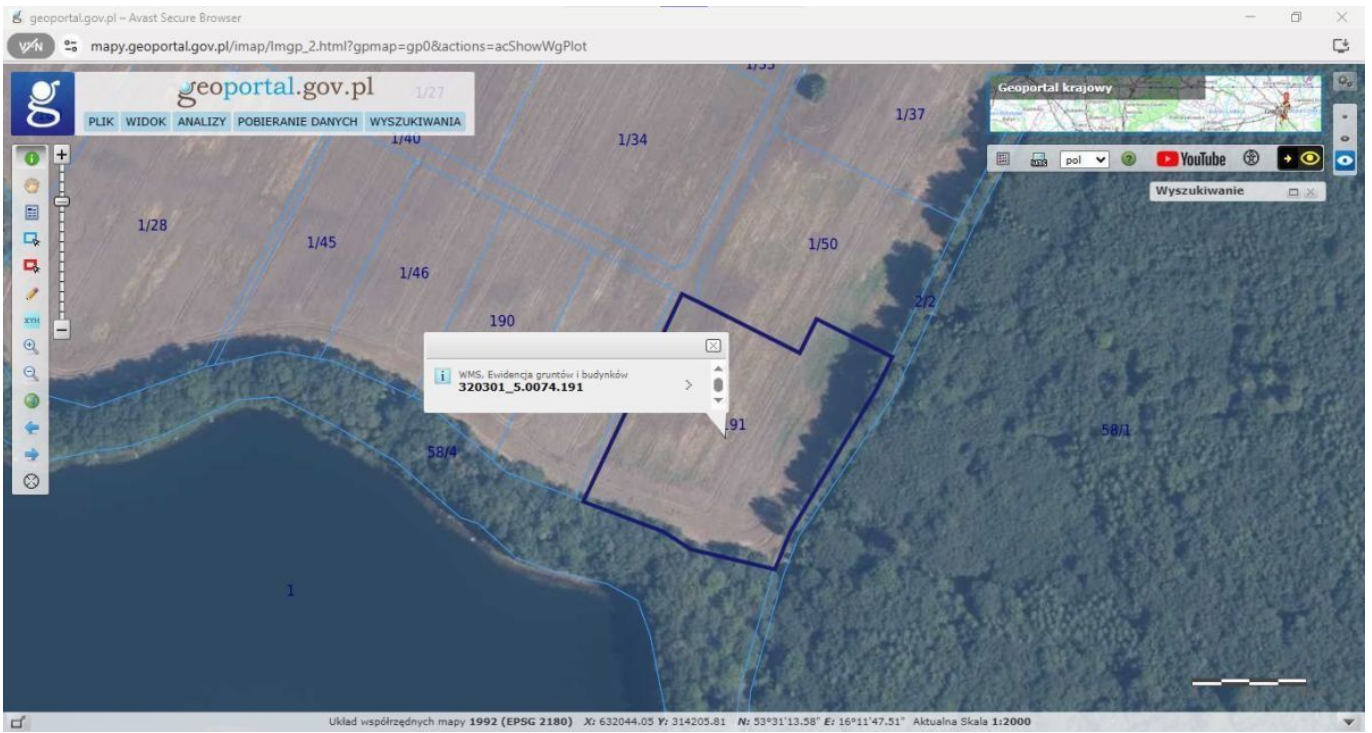 geoportal.gov.pl – Avast Secure Browser
VPN mapy.geoportal.gov.pl/imap/Imgp_2.html?gpmap=gp0&actions=acShowWgPlot
geoportal.gov.pl
PLIK WIDOK ANALIZY POBIERANIE DANYCH WYSZUKIWANIA
Geoportal krajowy
pol YouTube
Wyszukiwanie
XYH
1/27
1/40
1/34
1/37
1/28
1/45
1/46
1/50
190
2/2
WMS, Ewidencja gruntów i budynków
320301_5.0074.191
191
58/4
58/1
1
Układ współrzędnych mapy 1992 (EPSG 2180) X: 632044.05 Y: 314205.81 N: 53°31'13.58" E: 16°11'47.51" Aktualna Skala 1:2000